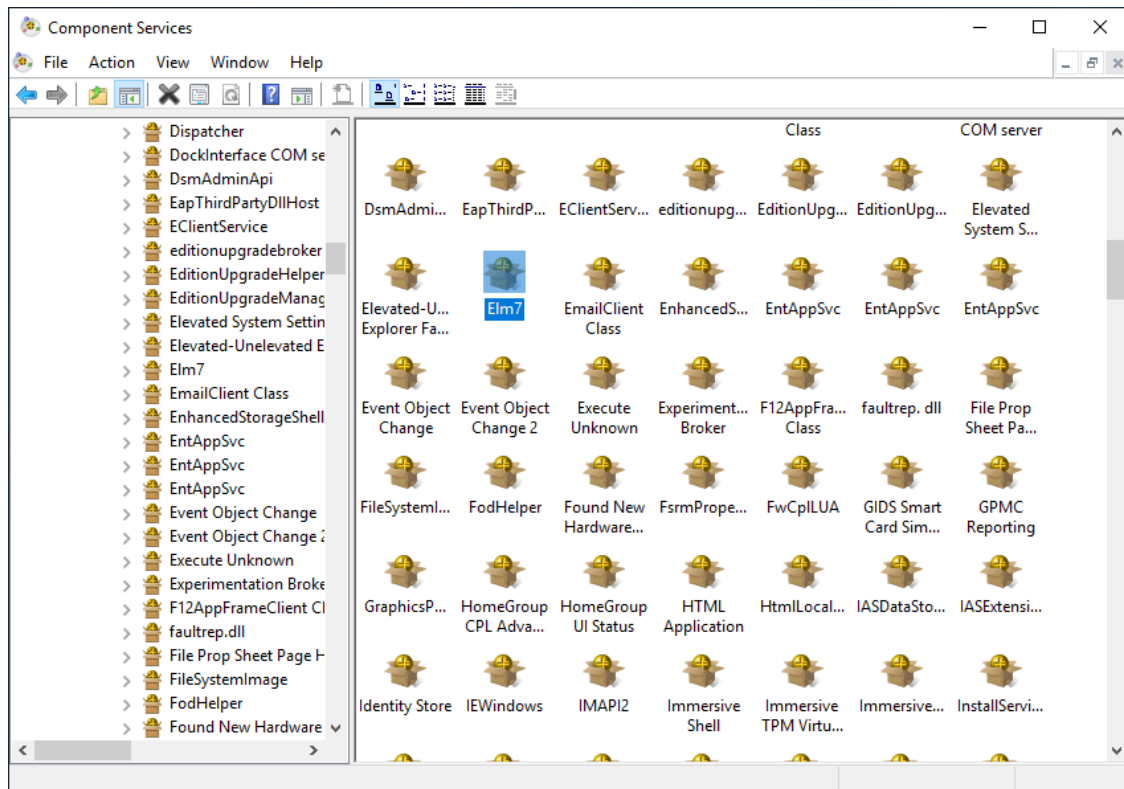 Component Services
File Action View Window Help
Dispatcher
DockInterface COM se
DsmAdminApi
EapThirdPartyDllHost
EClientService
editionupgradebroker
EditionUpgradeHelper
EditionUpgradeManag
Elevated System Settin
Elevated-Unelevated E
Elm7
EmailClient Class
EnhancedStorageShell
EntAppSvc
EntAppSvc
EntAppSvc
Event Object Change
Event Object Change 2
Execute Unknown
Experimentation Broke
F12AppFrameClient Cl
faultrep.dll
File Prop Sheet Page H
FileSystemImage
FodHelper
Found New Hardware
Class COM server
DsmAdmi... EapThirdP... EClientServ... editionupg... EditionUpg... EditionUpg... Elevated
System S...
Elevated-U... Elm7 EmailClient EnhancedS... EntAppSvc EntAppSvc EntAppSvc
Explorer Fa... Class
Event Object Event Object Execute Experiment... F12AppFra... faultrep. dll File Prop
Change Change 2 Unknown Broker Class Sheet Pa...
FileSystemI... FodHelper Found New FsrmPrope... FwCplLUA GIDS Smart GPMC
Hardware... Card Sim... Reporting
GraphicsP... HomeGroup HomeGroup HTML HtmlLocal... IASDataSto... IASExtensi...
CPL Adva... UI Status Application
Identity Store IEWindows IMAPI2 Immersive Immersive Immersive... InstallServi...
Shell TPM Virtu...